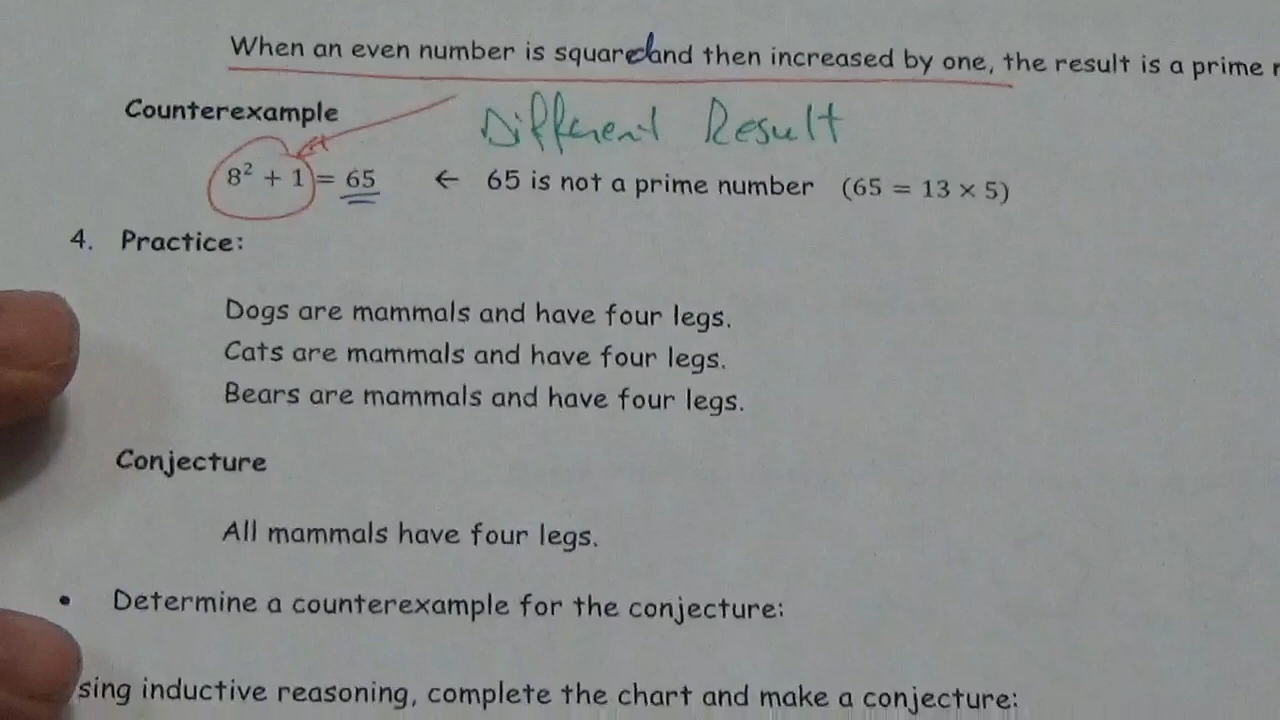 When an even number is squared and then increased by one, the result is a prime
Counterexample
Different Result
8² + 1 = 65 ← 65 is not a prime number (65 = 13 × 5)
4. Practice:
Dogs are mammals and have four legs.
Cats are mammals and have four legs.
Bears are mammals and have four legs.
Conjecture
All mammals have four legs.
• Determine a counterexample for the conjecture:
sing inductive reasoning, complete the chart and make a conjecture: